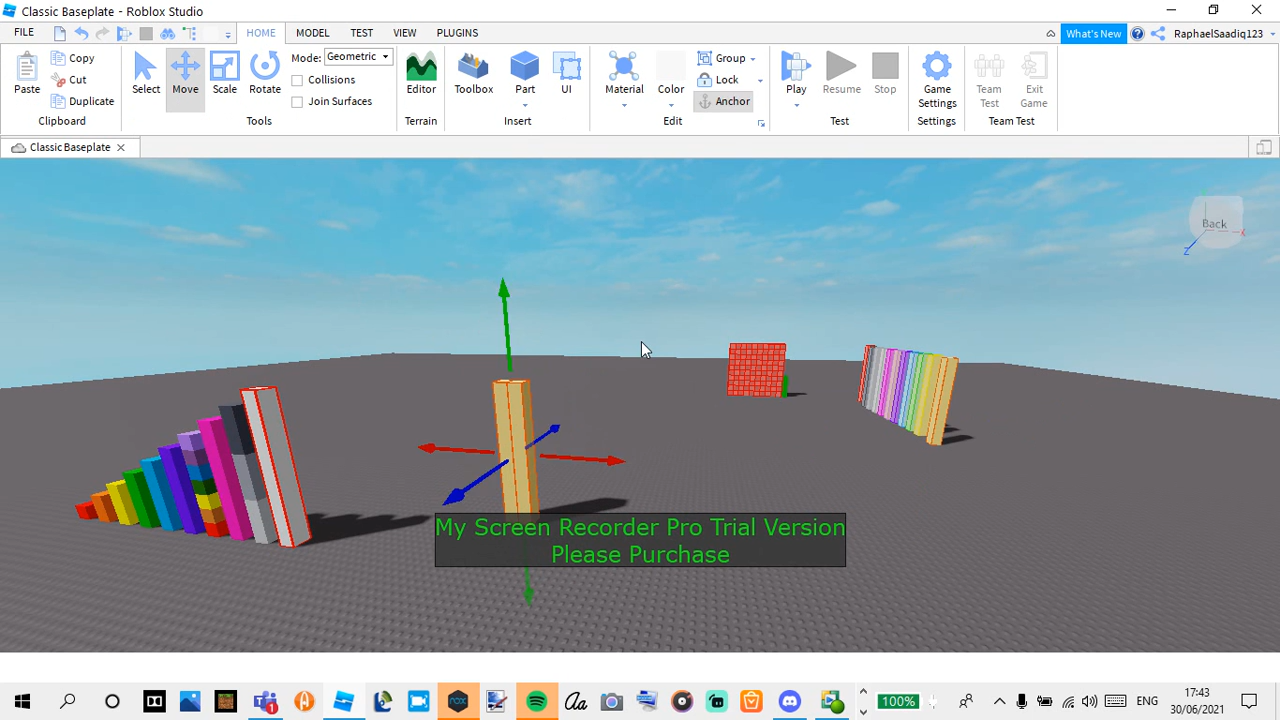 Classic Baseplate - Roblox Studio
FILE HOME MODEL TEST VIEW PLUGINS What's New RaphaelSaadiq123
Paste Copy Cut Duplicate Clipboard
Select Move Scale Rotate Mode: Geometric Collisions Join Surfaces Tools
Editor Terrain
Toolbox Part UI Insert
Material Color Group Lock Anchor Edit
Play Resume Stop Test
Game Settings Settings
Team Test Exit Game Team Test
Classic Baseplate
Back
X
Z
My Screen Recorder Pro Trial Version
Please Purchase
100% ENG 17:43
30/06/2021